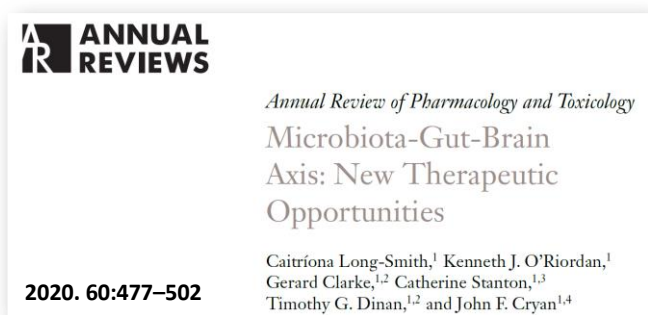 AR ANNUAL
REVIEWS
Annual Review of Pharmacology and Toxicology
Microbiota-Gut-Brain
Axis: New Therapeutic
Opportunities
Caitríona Long-Smith,1 Kenneth J. O’Riordan,1
Gerard Clarke,1,2 Catherine Stanton,1,3
Timothy G. Dinan,1,2 and John F. Cryan1,4
2020. 60:477–502